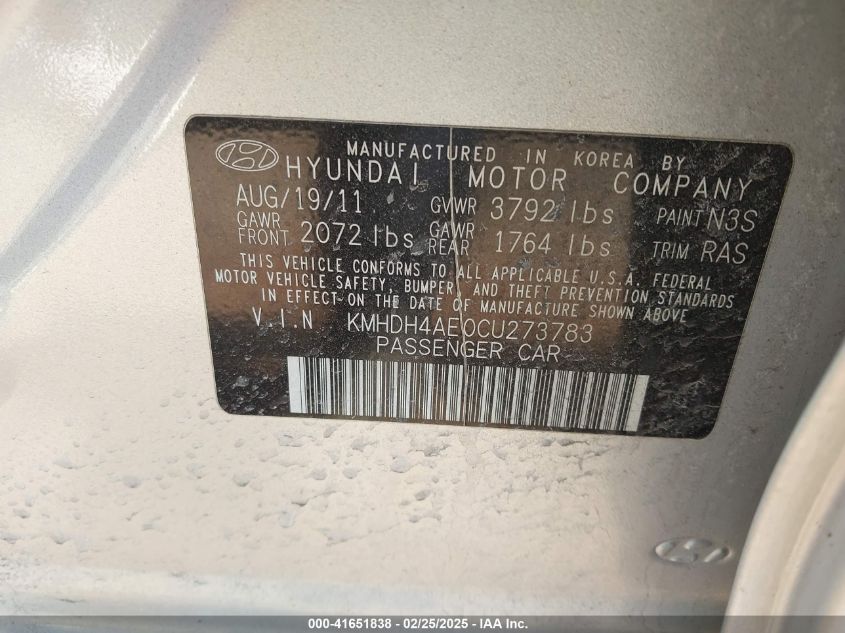 MANUFACTURED IN KOREA BY
HYUNDAI MOTOR COMPANY
AUG/19/11 GVWR 3792 lbs PAINT N3S
GAWR FRONT 2072 lbs GAWR REAR 1764 lbs TRIM RAS
THIS VEHICLE CONFORMS TO ALL APPLICABLE U.S.A. FEDERAL
MOTOR VEHICLE SAFETY, BUMPER, AND THEFT PREVENTION STANDARDS
IN EFFECT ON THE DATE OF MANUFACTURE SHOWN ABOVE.
V.I.N KMHDH4AE0CU273783
PASSENGER CAR
000-41651838 - 02/25/2025 - IAA Inc.